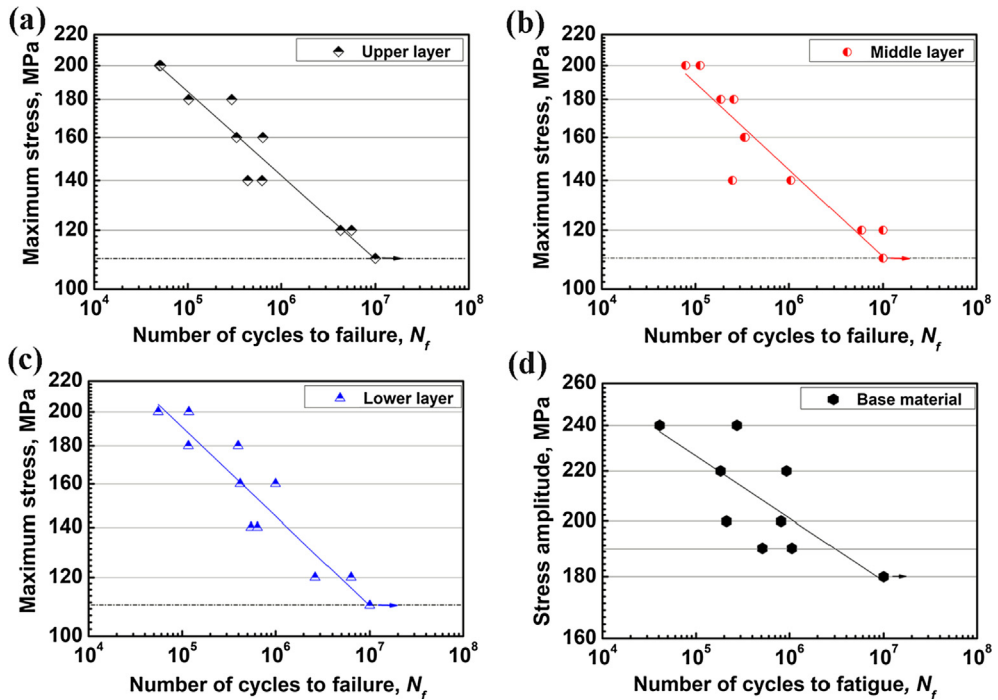 (a)
220
200
180
160
140
120
100
Maximum stress, MPa
Upper layer
10^4
10^5
10^6
10^7
10^8
Number of cycles to failure, N_f
(b)
220
200
180
160
140
120
100
Maximum stress, MPa
Middle layer
10^4
10^5
10^6
10^7
10^8
Number of cycles to failure, N_f
(c)
220
200
180
160
140
120
100
Maximum stress, MPa
Lower layer
10^4
10^5
10^6
10^7
10^8
Number of cycles to failure, N_f
(d)
260
240
220
200
180
160
Stress amplitude, MPa
Base material
10^4
10^5
10^6
10^7
10^8
Number of cycles to fatigue, N_f